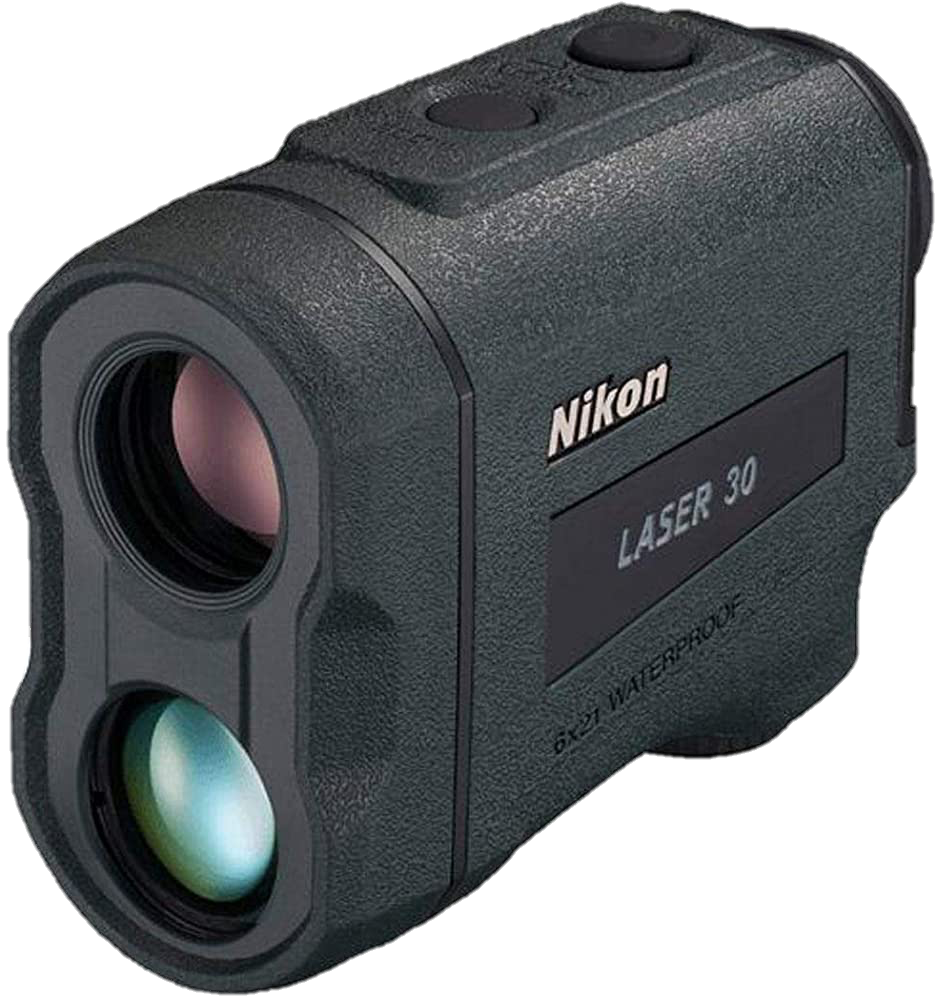 Nikon
LASER 30
6x21 WATERPROOF